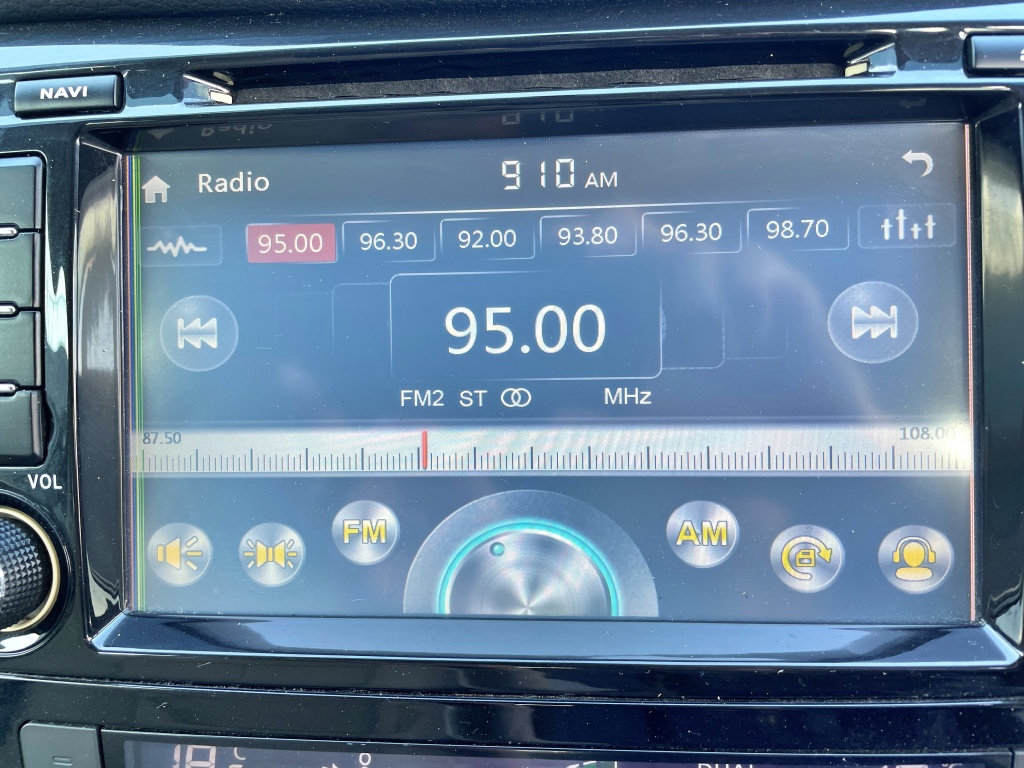 NAVI
Radio 910 AM
95.00 96.30 92.00 93.80 96.30 98.70
95.00
FM2 ST MHz
87.50 108.00
VOL
FM AM
DUAL